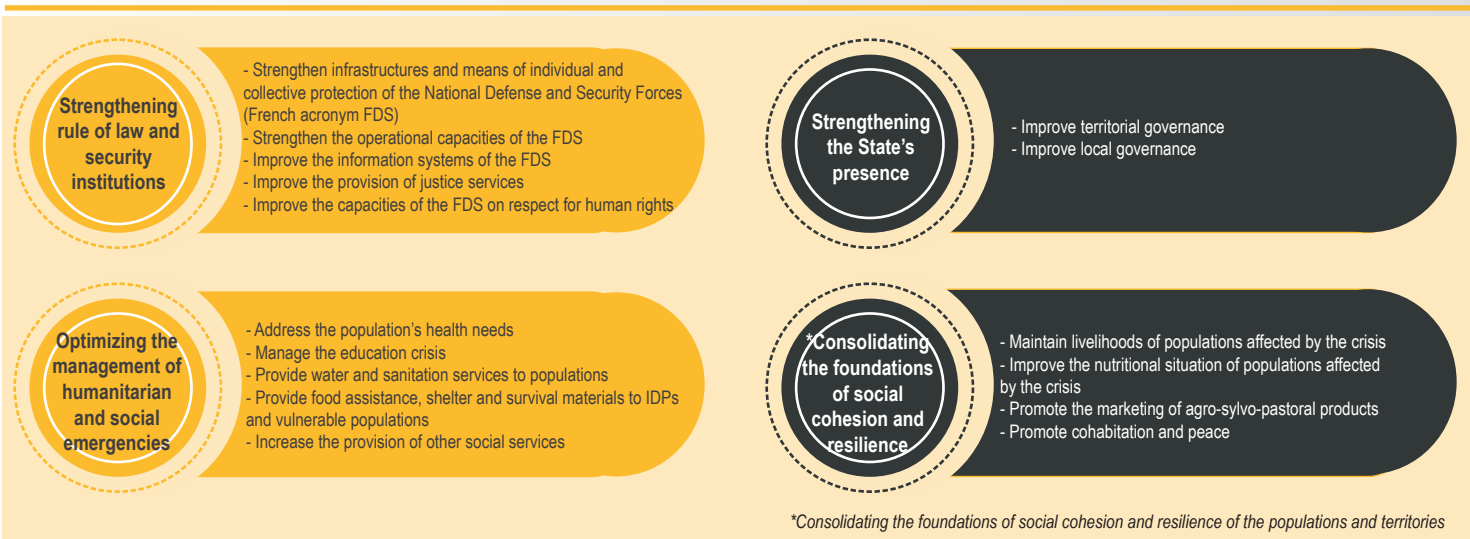 Strengthening
rule of law and
security
institutions
- Strengthen infrastructures and means of individual and
collective protection of the National Defense and Security Forces
(French acronym FDS)
- Strengthen the operational capacities of the FDS
- Improve the information systems of the FDS
- Improve the provision of justice services
- Improve the capacities of the FDS on respect for human rights
Strengthening
the State’s
presence
- Improve territorial governance
- Improve local governance
Optimizing the
management of
humanitarian
and social
emergencies
- Address the population’s health needs
- Manage the education crisis
- Provide water and sanitation services to populations
- Provide food assistance, shelter and survival materials to IDPs
and vulnerable populations
- Increase the provision of other social services
*Consolidating
the foundations
of social
cohesion and
resilience
- Maintain livelihoods of populations affected by the crisis
- Improve the nutritional situation of populations affected
by the crisis
- Promote the marketing of agro-sylvo-pastoral products
- Promote cohabitation and peace
*Consolidating the foundations of social cohesion and resilience of the populations and territories